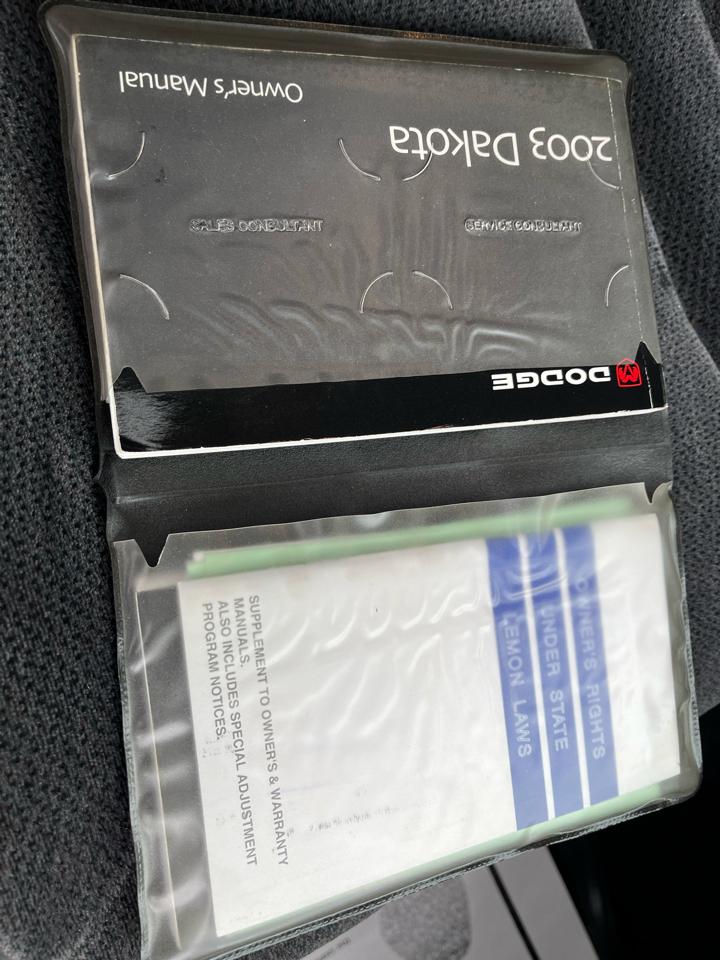 DODGE
2003 Dakota
Owner's Manual
SERVICE CONSULTANT
SALES CONSULTANT
OWNER'S RIGHTS
UNDER STATE
LEMON LAWS
SUPPLEMENT TO OWNER'S & WARRANTY
MANUALS.
ALSO INCLUDES SPECIAL ADJUSTMENT
PROGRAM NOTICES.